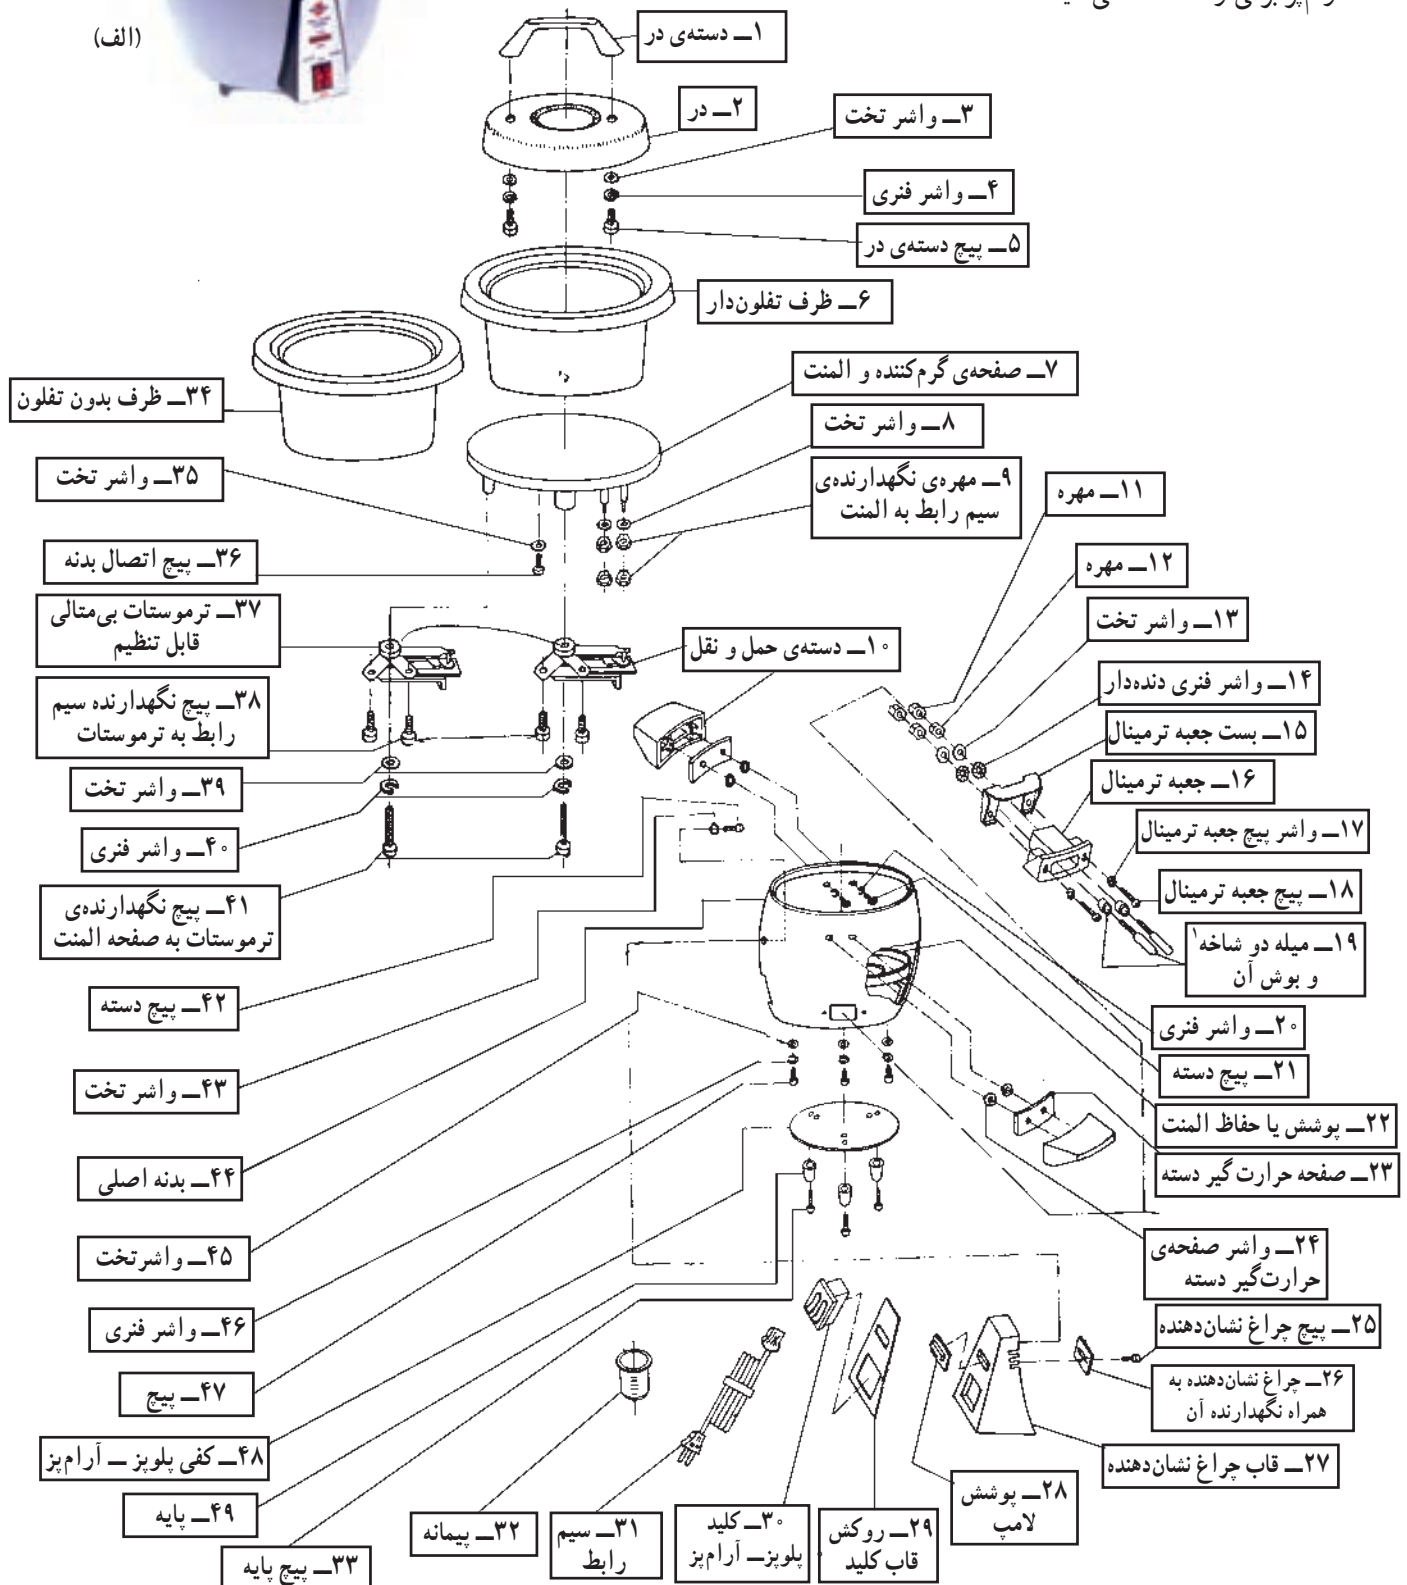 (الف)
۱ــ دسته‌ی در
۲ــ در
۳ــ واشر تخت
۴ــ واشر فنری
۵ــ پیچ دسته‌ی در
۶ــ ظرف تفلون‌دار
۷ــ صفحه‌ی گرم‌کننده و المنت
۸ــ واشر تخت
۹ــ مهره‌ی نگهدارنده‌ی
سیم رابط به المنت
۱۰ــ دسته‌ی حمل و نقل
۱۱ــ مهره
۱۲ــ مهره
۱۳ــ واشر تخت
۱۴ــ واشر فنری دنده‌دار
۱۵ــ بست جعبه ترمینال
۱۶ــ جعبه ترمینال
۱۷ــ واشر پیچ جعبه ترمینال
۱۸ــ پیچ جعبه ترمینال
۱۹ــ میله دو شاخه۱
و بوش آن
۲۰ــ واشر فنری
۲۱ــ پیچ دسته
۲۲ــ پوشش یا حفاظ المنت
۲۳ــ صفحه حرارت گیر دسته
۲۴ــ واشر صفحه‌ی
حرارت‌گیر دسته
۲۵ــ پیچ چراغ نشان‌دهنده
۲۶ــ چراغ نشان‌دهنده به
همراه نگهدارنده آن
۲۷ــ قاب چراغ نشان‌دهنده
۲۸ــ پوشش
لامپ
۲۹ــ روکش
قاب کلید
۳۰ــ کلید
پلوپز ــ آرام‌پز
۳۱ــ سیم
رابط
۳۲ــ پیمانه
۳۳ــ پیچ پایه
۳۴ــ ظرف بدون تفلون
۳۵ــ واشر تخت
۳۶ــ پیچ اتصال بدنه
۳۷ــ ترموستات بی‌متالی
قابل تنظیم
۳۸ــ پیچ نگهدارنده سیم
رابط به ترموستات
۳۹ــ واشر تخت
۴۰ــ واشر فنری
۴۱ــ پیچ نگهدارنده‌ی
ترموستات به صفحه المنت
۴۲ــ پیچ دسته
۴۳ــ واشر تخت
۴۴ــ بدنه اصلی
۴۵ــ واشرتخت
۴۶ــ واشر فنری
۴۷ــ پیچ
۴۸ــ کفی پلوپز ــ آرام‌پز
۴۹ــ پایه